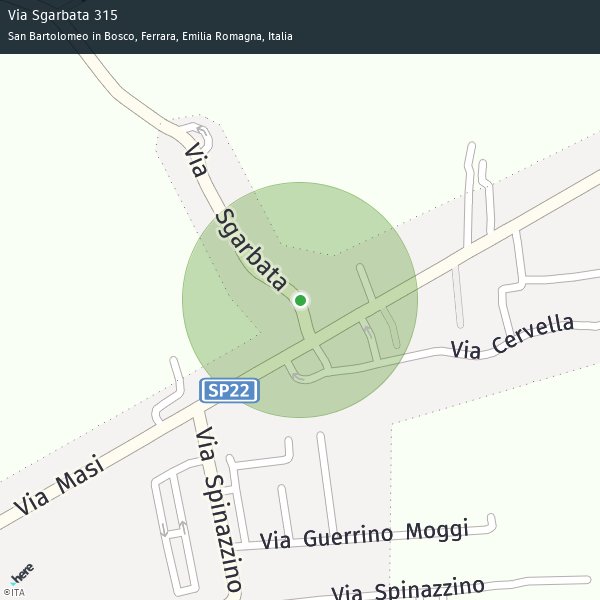 Via Sgarbata 315
San Bartolomeo in Bosco, Ferrara, Emilia Romagna, Italia
Via Sgarbata
Via Cervella
SP22
Via Masi
Via Spinazzino
Via Guerrino Moggi
Via Spinazzino
here
©ITA